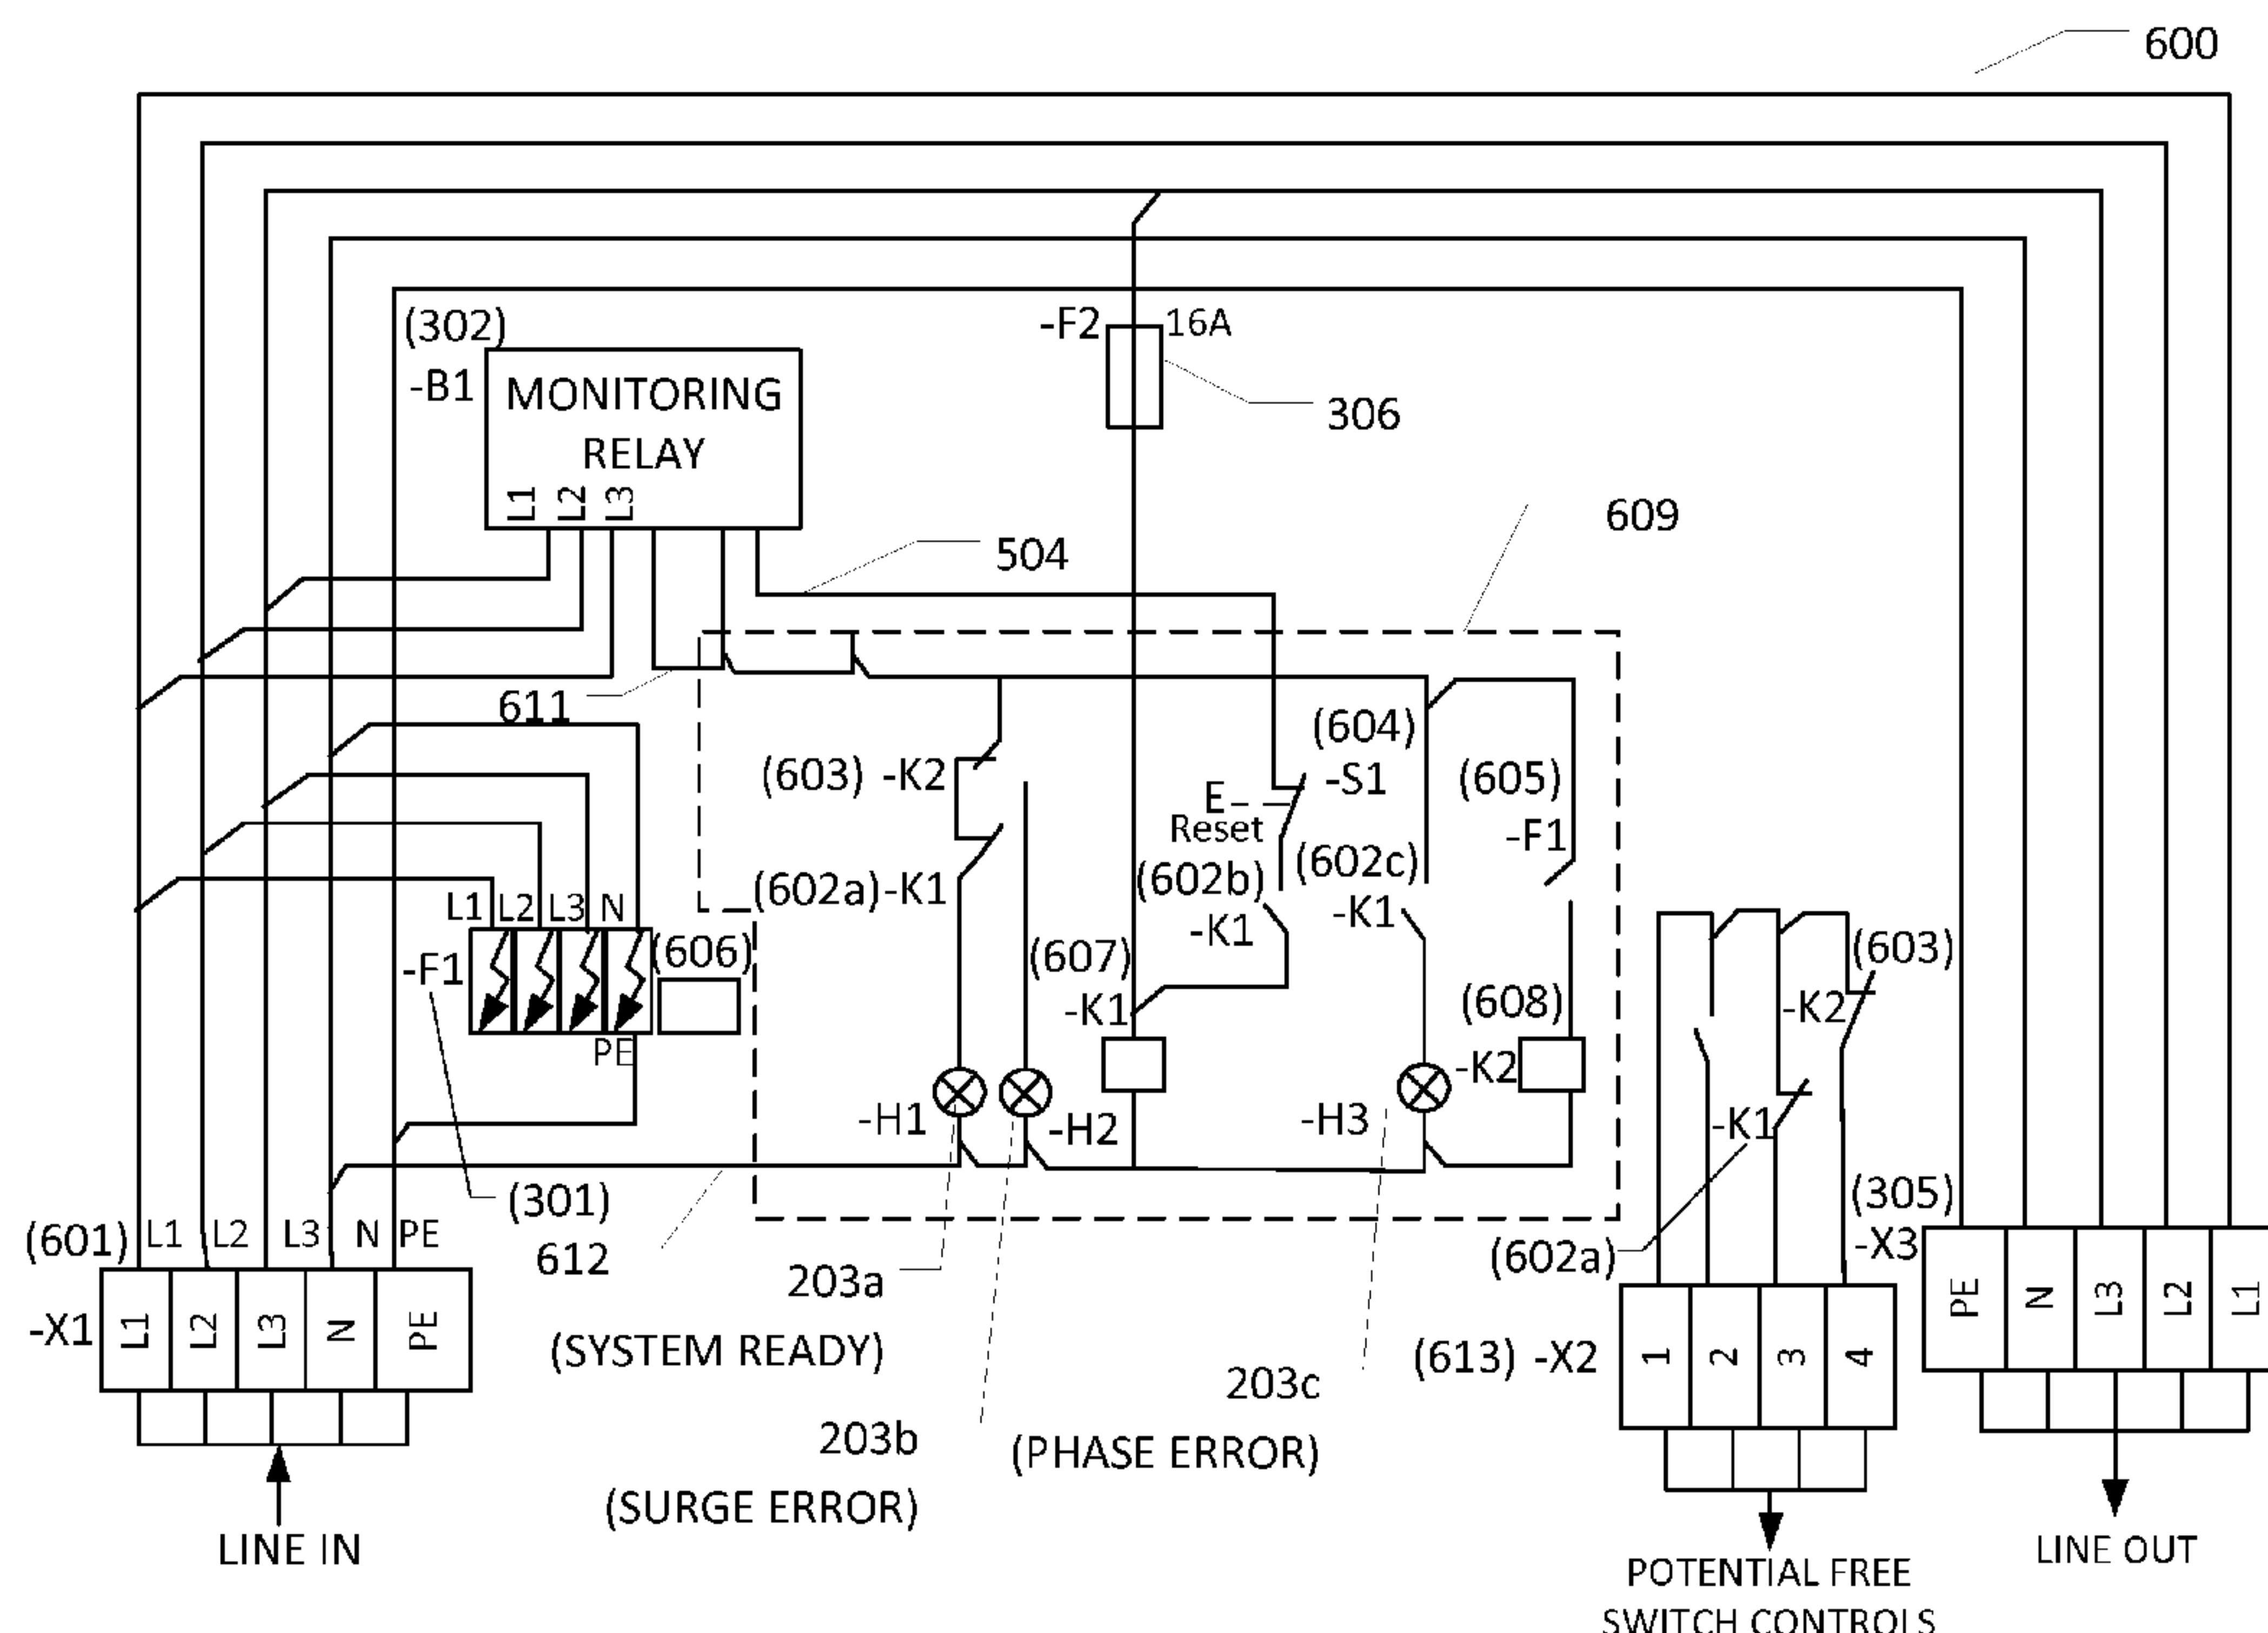 600
(302)
-B1
MONITORING
RELAY
L1 L2 L3
-F2
16A
306
504
609
611
(603) -K2
(604)
-S1
(605)
-F1
E
Reset
(602a) -K1
(602b)
-K1
(602c)
-K1
L1 L2 L3 N
-F1
(606)
PE
(607)
-K1
(608)
-K2
(603)
-K2
-H1
-H2
-H3
-K1
(301)
612
(601)
L1 L2 L3 N PE
-X1
L1 L2 L3 N PE
203a
(SYSTEM READY)
203b
(SURGE ERROR)
203c
(PHASE ERROR)
(602a)
(613) -X2
1 2 3 4
(305)
-X3
PE N L3 L2 L1
LINE IN
POTENTIAL FREE
SWITCH CONTROLS
LINE OUT